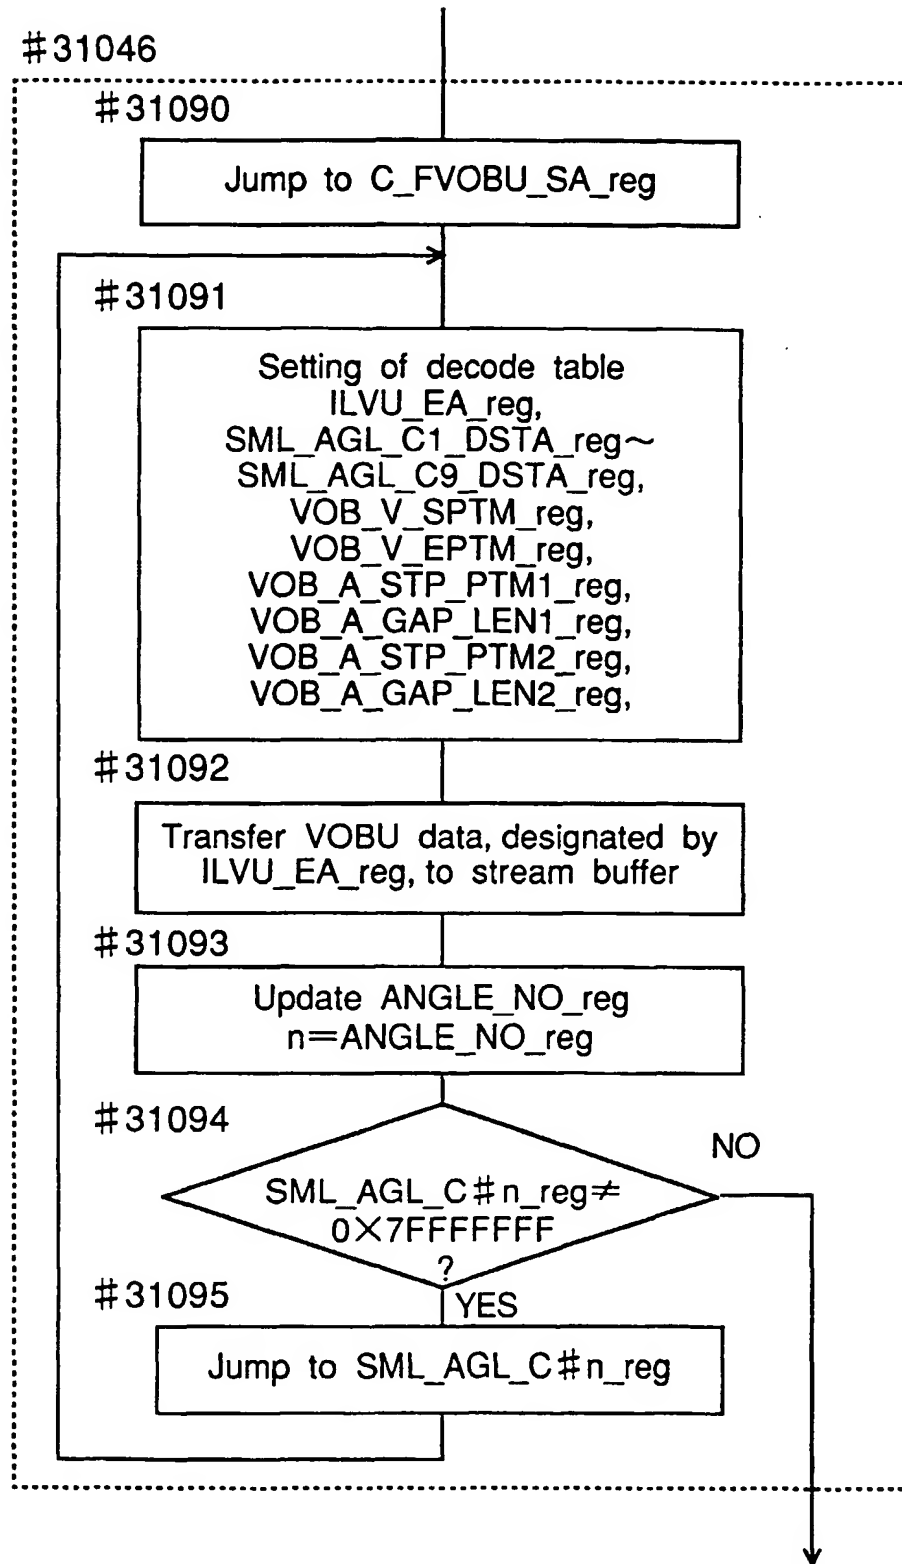 #31046
#31090
Jump to C_FVOBU_SA_reg
#31091
Setting of decode table
ILVU_EA_reg,
SML_AGL_C1_DSTA_reg~
SML_AGL_C9_DSTA_reg,
VOB_V_SPTM_reg,
VOB_V_EPTM_reg,
VOB_A_STP_PTM1_reg,
VOB_A_GAP_LEN1_reg,
VOB_A_STP_PTM2_reg,
VOB_A_GAP_LEN2_reg,
#31092
Transfer VOBU data, designated by
ILVU_EA_reg, to stream buffer
#31093
Update ANGLE_NO_reg
n=ANGLE_NO_reg
#31094
NO
SML_AGL_C#n_reg≠
0×7FFFFFFF
?
#31095
YES
Jump to SML_AGL_C#n_reg